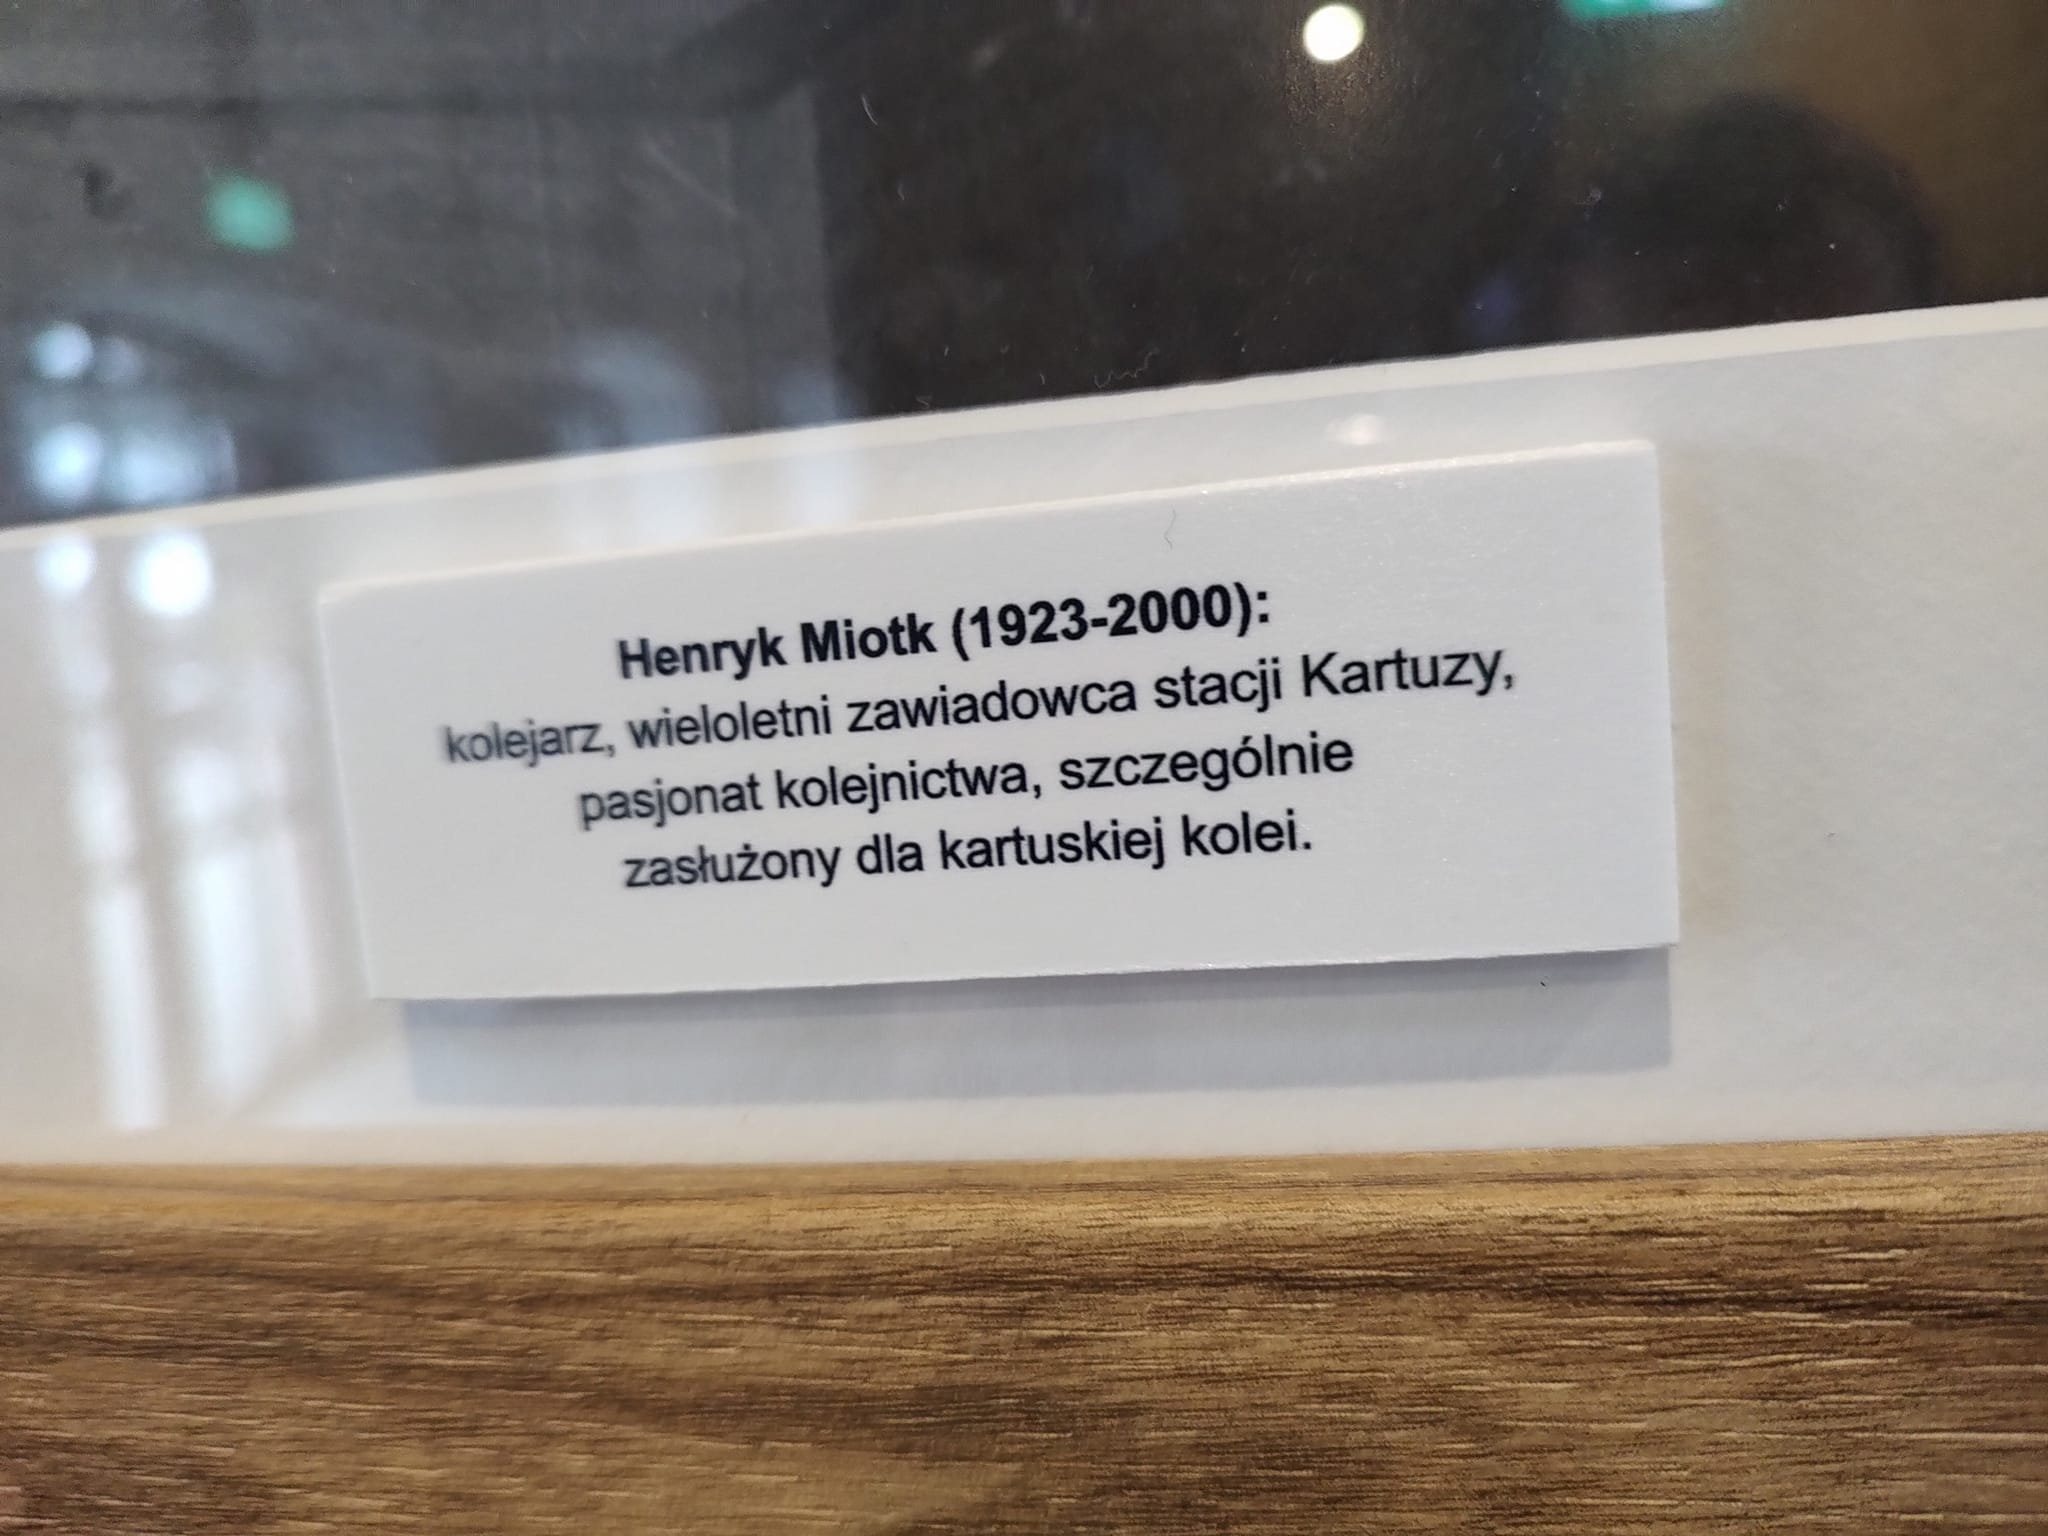 Henryk Miotk (1923-2000):
kolejarz, wieloletni zawiadowca stacji Kartuzy,
pasjonat kolejnictwa, szczególnie
zasłużony dla kartuskiej kolei.